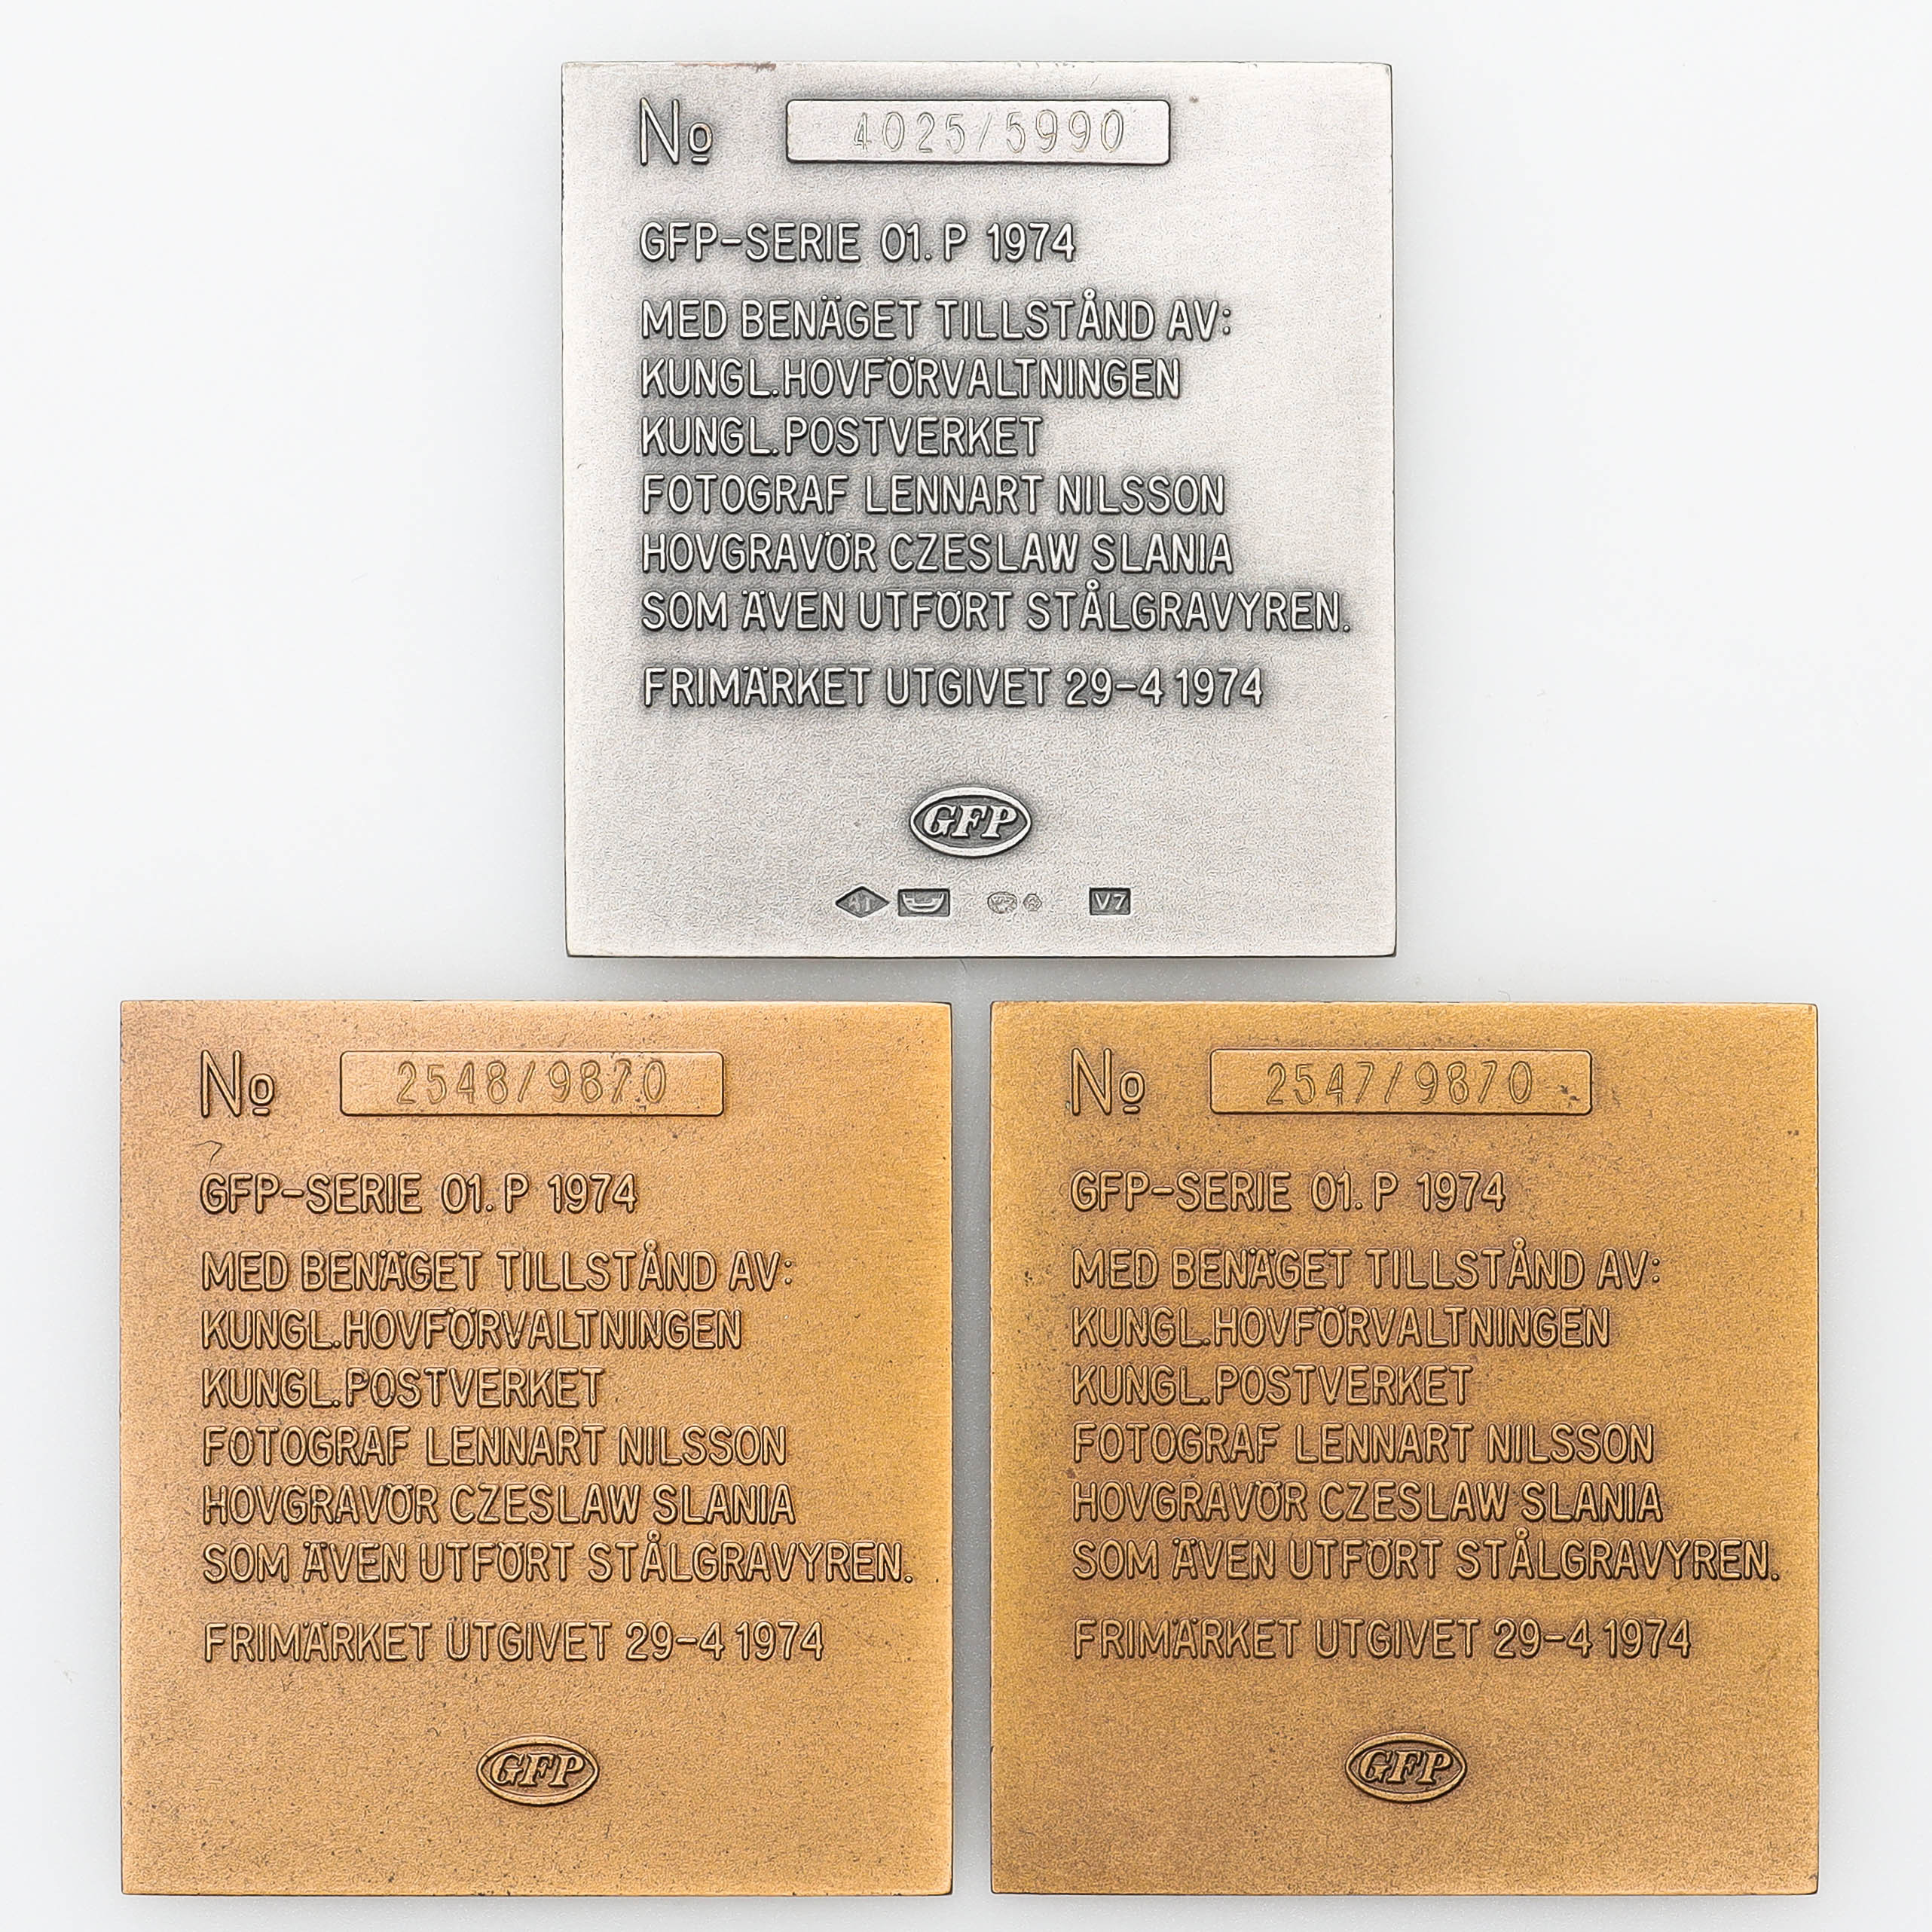 No 4025/5990
GFP-SERIE 01. P 1974
MED BENÄGET TILLSTÅND AV:
KUNGL. HOVFÖRVALTNINGEN
KUNGL. POSTVERKET
FOTOGRAF LENNART NILSSON
HOVGRAVÖR CZESLAW SLANIA
SOM ÄVEN UTFÖRT STÅLGRAVYREN.
FRIMÄRKET UTGIVET 29-4 1974
GFP
V7
No 2548/9870
GFP-SERIE 01. P 1974
MED BENÄGET TILLSTÅND AV:
KUNGL. HOVFÖRVALTNINGEN
KUNGL. POSTVERKET
FOTOGRAF LENNART NILSSON
HOVGRAVÖR CZESLAW SLANIA
SOM ÄVEN UTFÖRT STÅLGRAVYREN.
FRIMÄRKET UTGIVET 29-4 1974
GFP
No 2547/9870
GFP-SERIE 01. P 1974
MED BENÄGET TILLSTÅND AV:
KUNGL. HOVFÖRVALTNINGEN
KUNGL. POSTVERKET
FOTOGRAF LENNART NILSSON
HOVGRAVÖR CZESLAW SLANIA
SOM ÄVEN UTFÖRT STÅLGRAVYREN.
FRIMÄRKET UTGIVET 29-4 1974
GFP